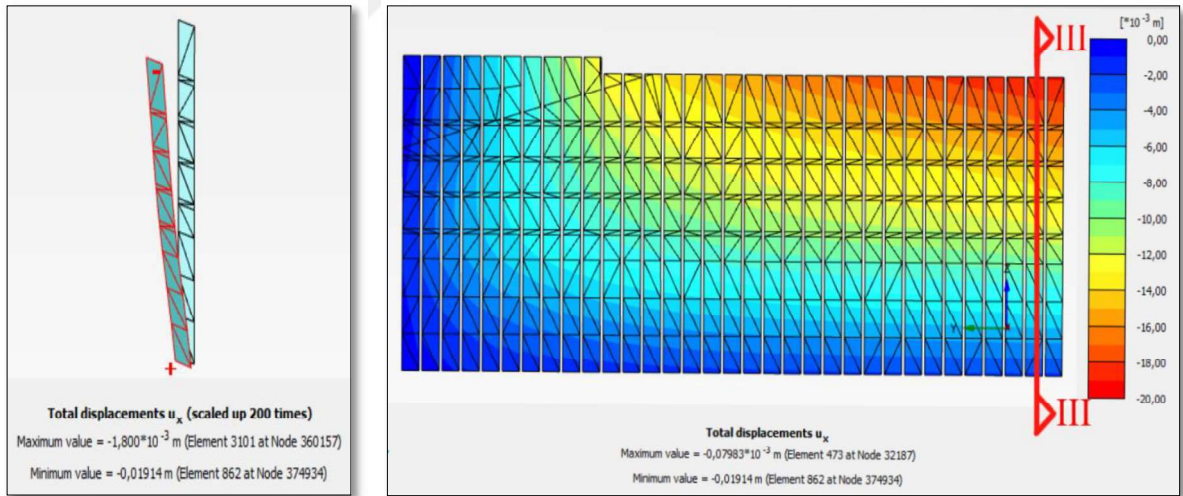 Total displacements uₓ (scaled up 200 times)
Maximum value = -1,800*10⁻³ m (Element 3101 at Node 360157)
Minimum value = -0,01914 m (Element 862 at Node 374934)
III
[*10⁻³ m]
0,00
-2,00
-4,00
-6,00
-8,00
-10,00
-12,00
-14,00
-16,00
-18,00
-20,00
Z
Y
III
Total displacements uₓ
Maximum value = -0,07983*10⁻³ m (Element 473 at Node 32187)
Minimum value = -0,01914 m (Element 862 at Node 374934)